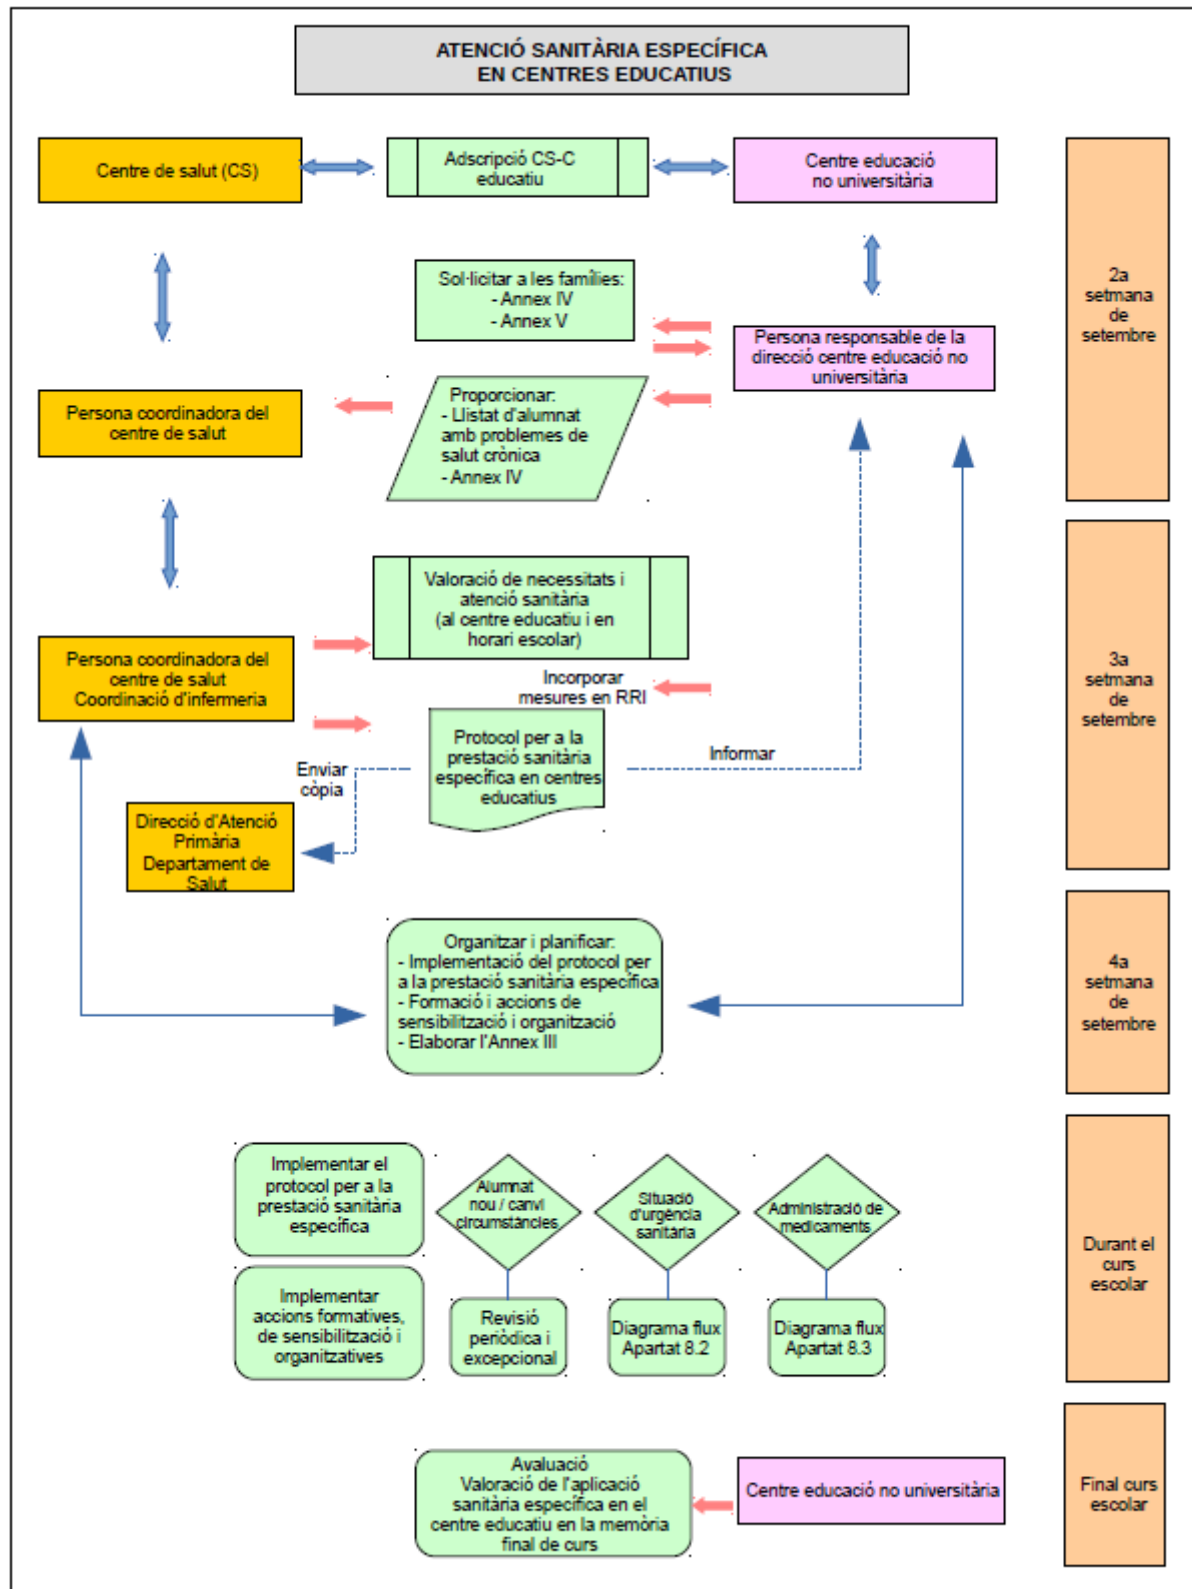 ATENCIÓ SANITÀRIA ESPECÍFICA
EN CENTRES EDUCATIUS
Centre de salut (CS)
Adscripció CS-C
educatiu
Centre educació
no universitària
2a
setmana
de
setembre
Sol·licitar a les famílies:
- Annex IV
- Annex V
Persona responsable de la
direcció centre educació no
universitària
Persona coordinadora del
centre de salut
Proporcionar:
- Llistat d'alumnat
amb problemes de
salut crònica
- Annex IV
Valoració de necessitats i
atenció sanitària
(al centre educatiu i en
horari escolar)
3a
setmana
de
setembre
Persona coordinadora del
centre de salut
Coordinació d'infermeria
Incorporar
mesures en RRI
Protocol per a la
prestació sanitària
específica en centres
educatius
Informar
Enviar
còpia
Direcció d'Atenció
Primària
Departament de
Salut
Organitzar i planificar:
- Implementació del protocol per
a la prestació sanitària específica
- Formació i accions de
sensibilització i organització
- Elaborar l'Annex III
4a
setmana
de
setembre
Implementar el
protocol per a la
prestació sanitària
específica
Alumnat
nou / canvi
circumstàncies
Situació
d'urgència
sanitària
Administració de
medicaments
Durant el
curs
escolar
Implementar
accions formatives,
de sensibilització i
organitzatives
Revisió
periòdica i
excepcional
Diagrama flux
Apartat 8.2
Diagrama flux
Apartat 8.3
Avaluació
Valoració de l'aplicació
sanitària específica en el
centre educatiu en la memòria
final de curs
Centre educació no universitària
Final curs
escolar